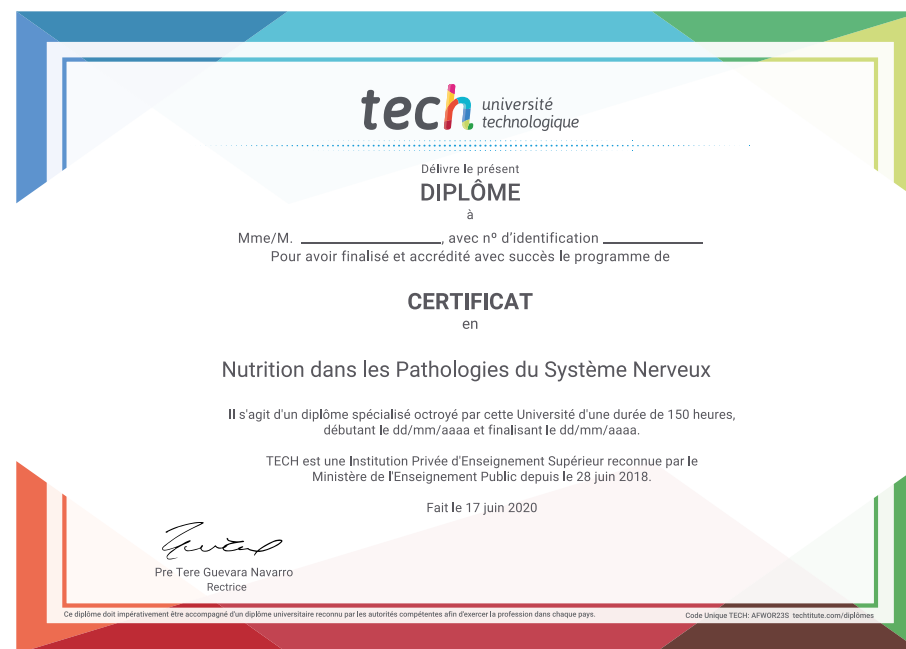 tech université
technologique
Délivre le présent
DIPLÔME
à
Mme/M. ____________________, avec nº d'identification ______________
Pour avoir finalisé et accrédité avec succès le programme de
CERTIFICAT
en
Nutrition dans les Pathologies du Système Nerveux
Il s'agit d'un diplôme spécialisé octroyé par cette Université d'une durée de 150 heures,
débutant le dd/mm/aaaa et finalisant le dd/mm/aaaa.
TECH est une Institution Privée d'Enseignement Supérieur reconnue par le
Ministère de l'Enseignement Public depuis le 28 juin 2018.
Fait le 17 juin 2020
Pre Tere Guevara Navarro
Rectrice
Ce diplôme doit impérativement être accompagné d'un diplôme universitaire reconnu par les autorités compétentes afin d'exercer la profession dans chaque pays.
Code Unique TECH: AFWOR23S techtitute.com/diplômes